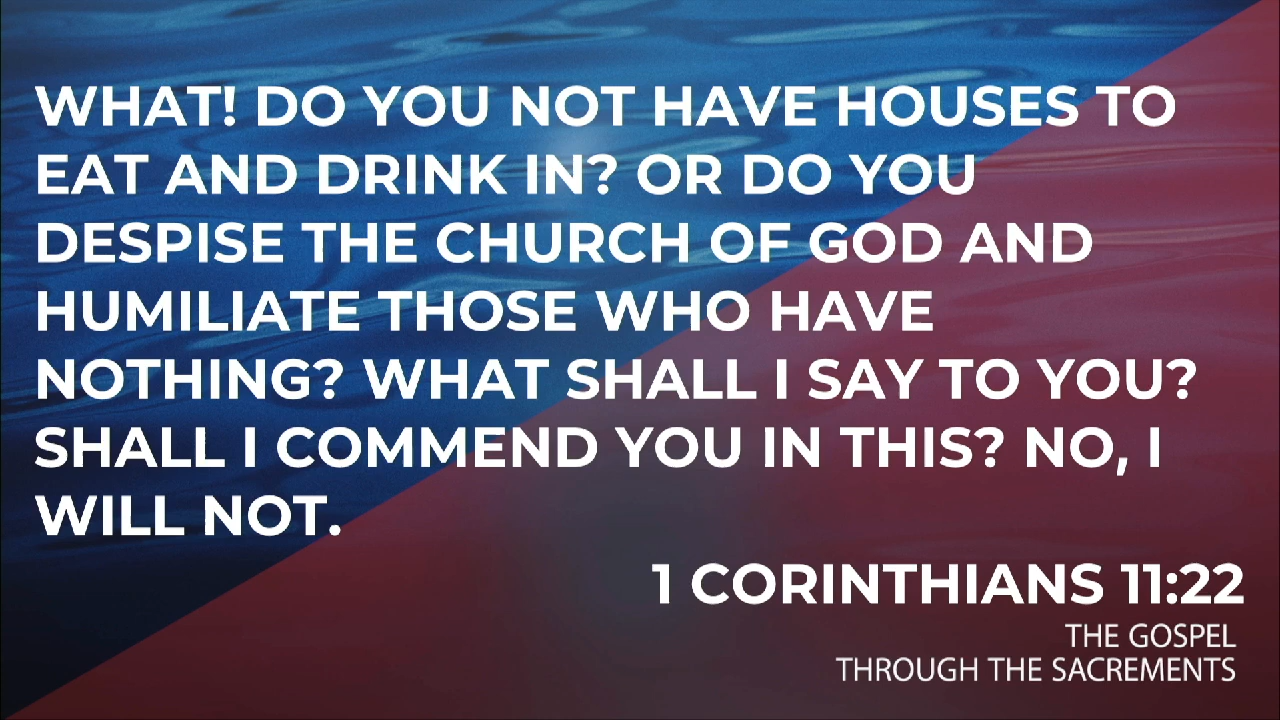 WHAT! DO YOU NOT HAVE HOUSES TO
EAT AND DRINK IN? OR DO YOU
DESPISE THE CHURCH OF GOD AND
HUMILIATE THOSE WHO HAVE
NOTHING? WHAT SHALL I SAY TO YOU?
SHALL I COMMEND YOU IN THIS? NO, I
WILL NOT.
1 CORINTHIANS 11:22
THE GOSPEL
THROUGH THE SACREMENTS